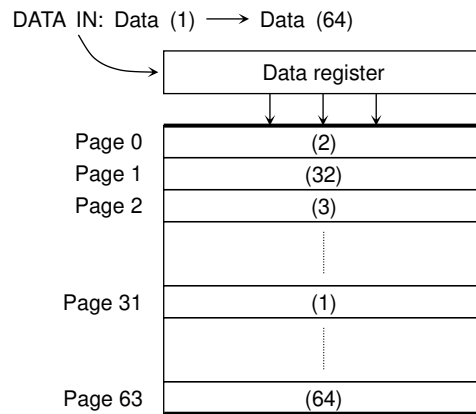 DATA IN: Data (1) ⟶ Data (64)
Data register
Page 0 (2)
Page 1 (32)
Page 2 (3)
Page 31 (1)
Page 63 (64)